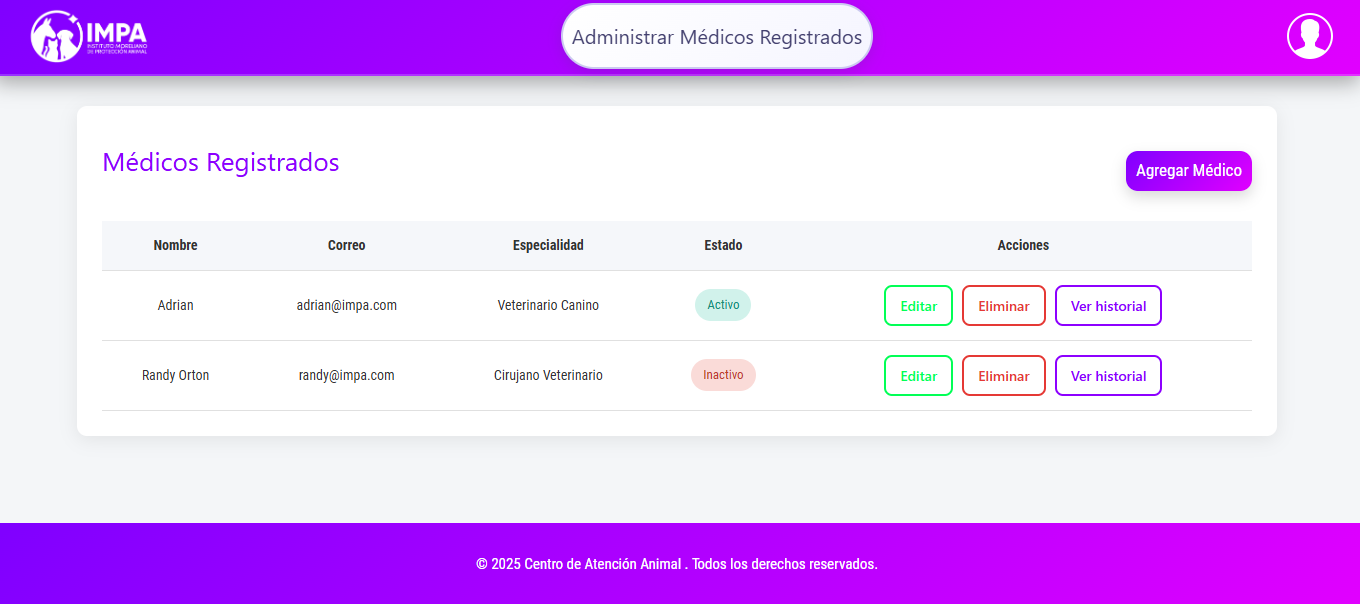 IMPA
INSTITUTO MORELIANO
DE PROTECCIÓN ANIMAL
Administrar Médicos Registrados
Médicos Registrados
Agregar Médico
Nombre Correo Especialidad Estado Acciones
Adrian adrian@impa.com Veterinario Canino Activo Editar Eliminar Ver historial
Randy Orton randy@impa.com Cirujano Veterinario Inactivo Editar Eliminar Ver historial
© 2025 Centro de Atención Animal . Todos los derechos reservados.